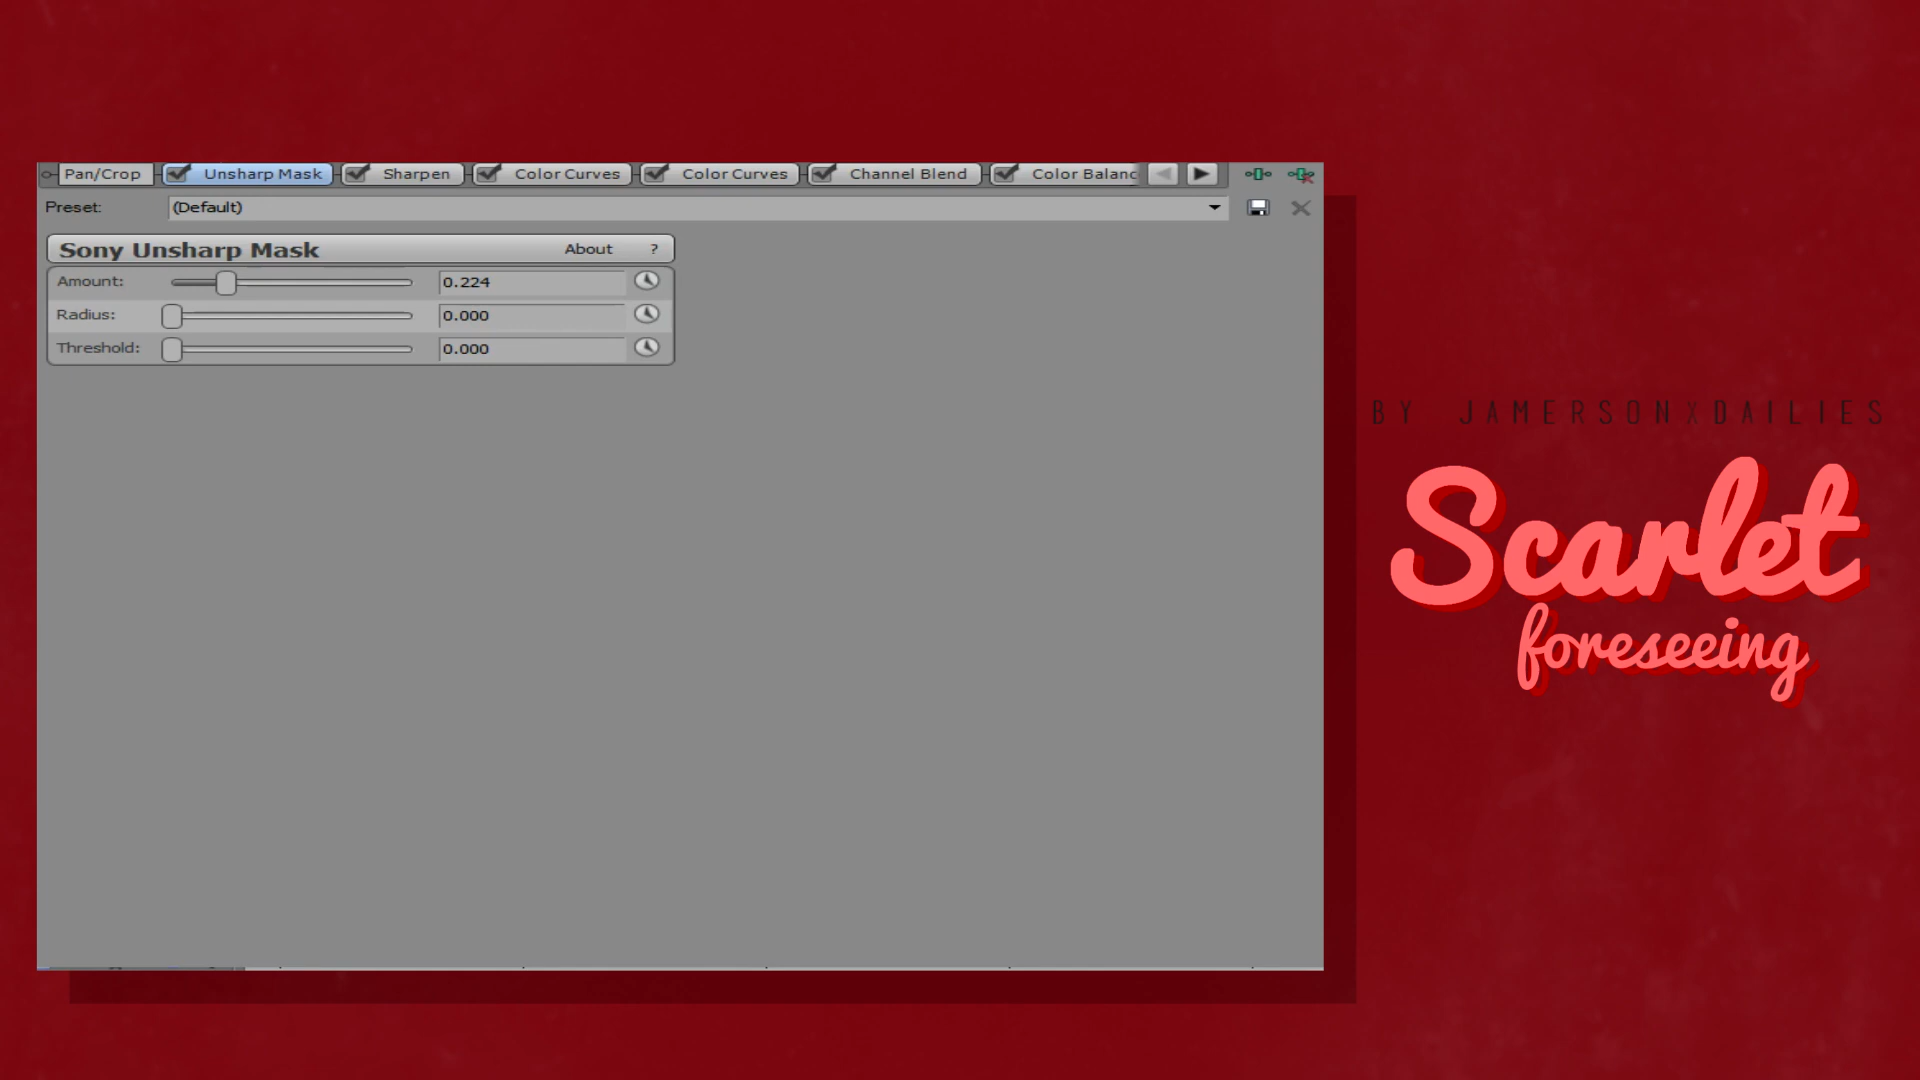 Pan/Crop Unsharp Mask Sharpen Color Curves Color Curves Channel Blend Color Balanc
Preset: (Default)
Sony Unsharp Mask About ?
Amount: 0.224
Radius: 0.000
Threshold: 0.000
BY JAMERSONXDAILIES
Scarlet
foreseeing